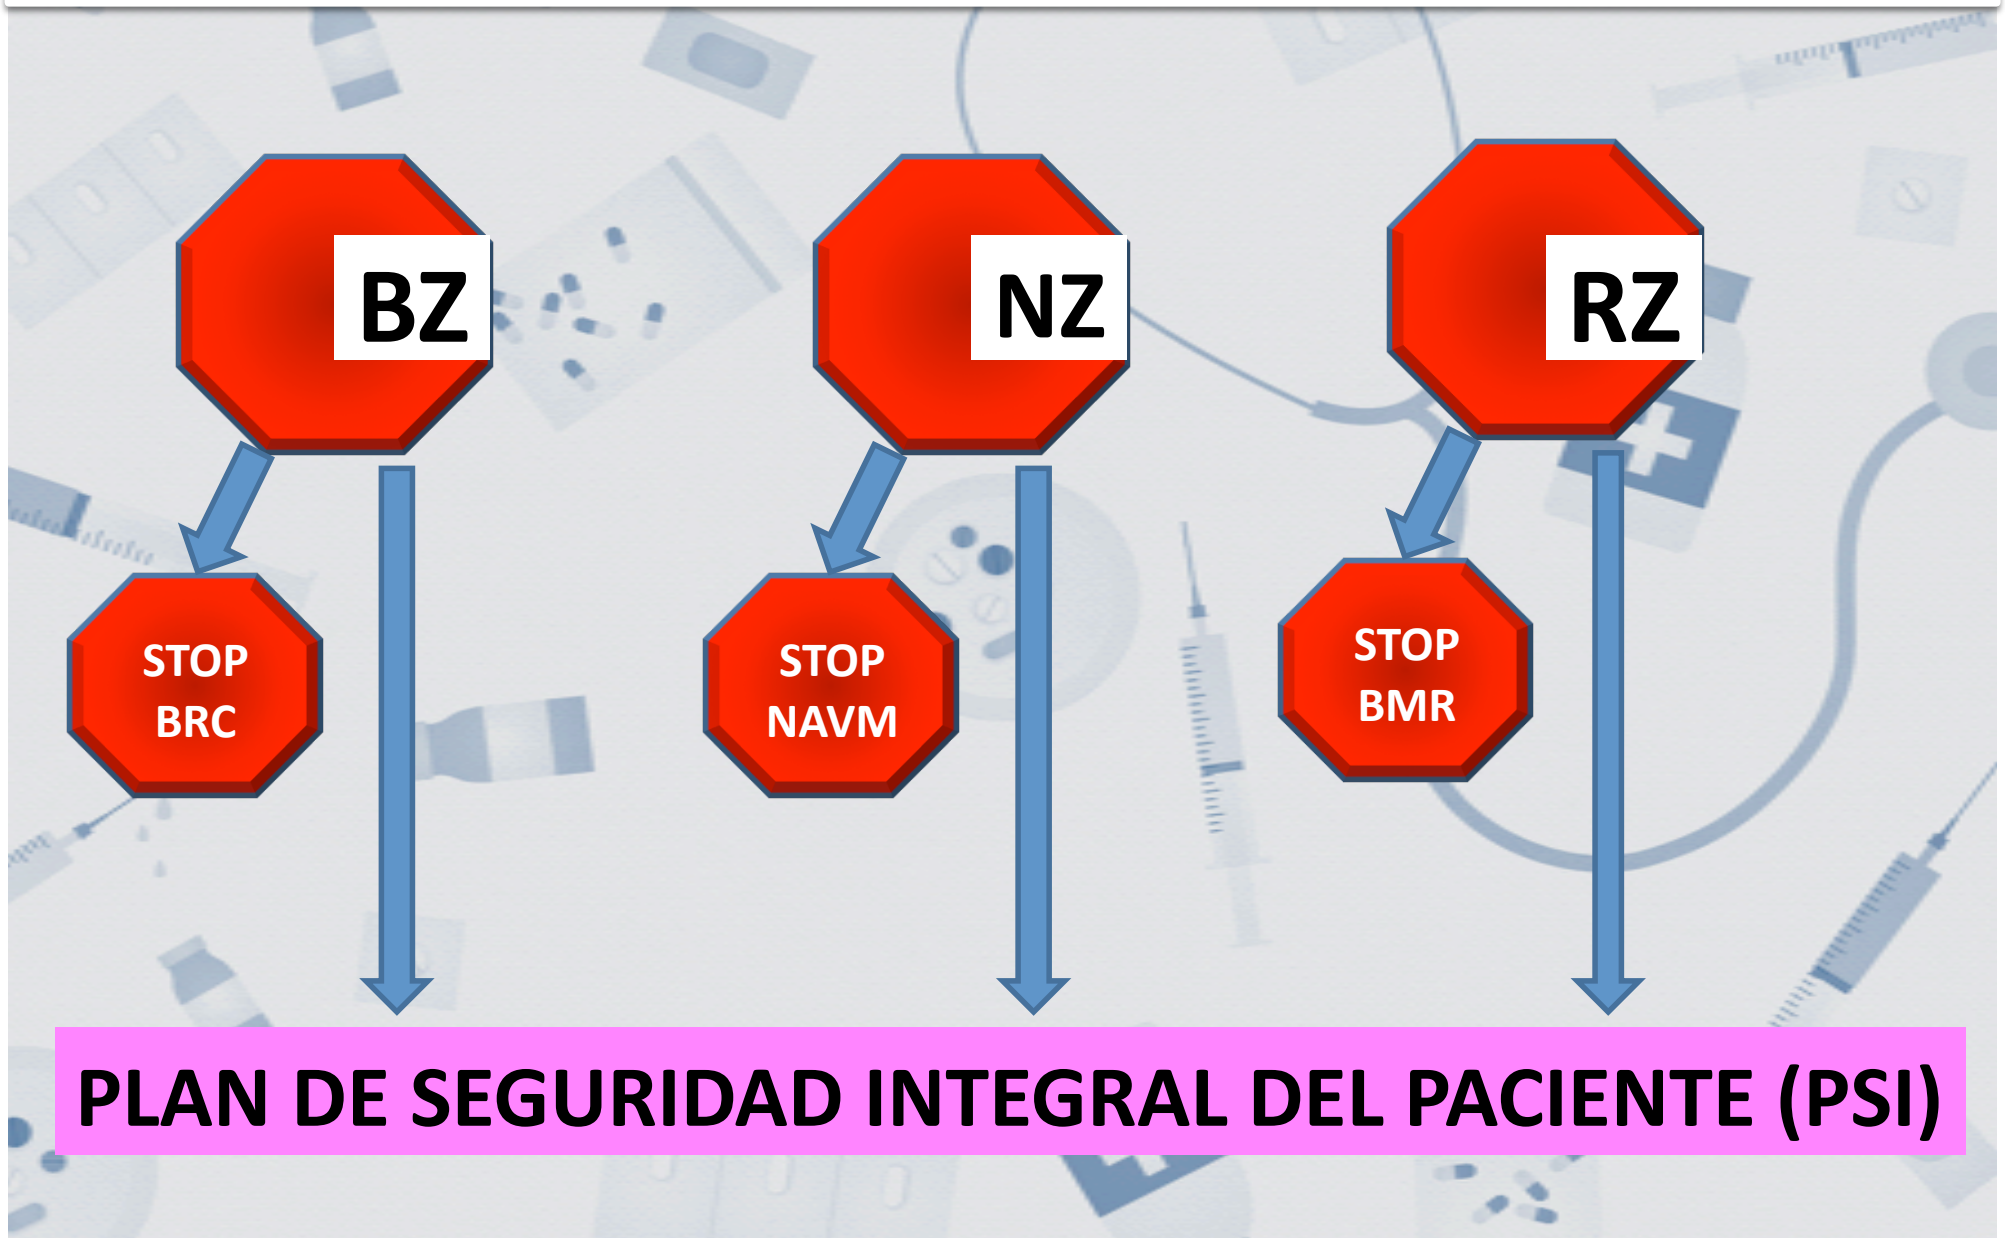 BZ
NZ
RZ
STOP
BRC
STOP
NAVM
STOP
BMR
PLAN DE SEGURIDAD INTEGRAL DEL PACIENTE (PSI)